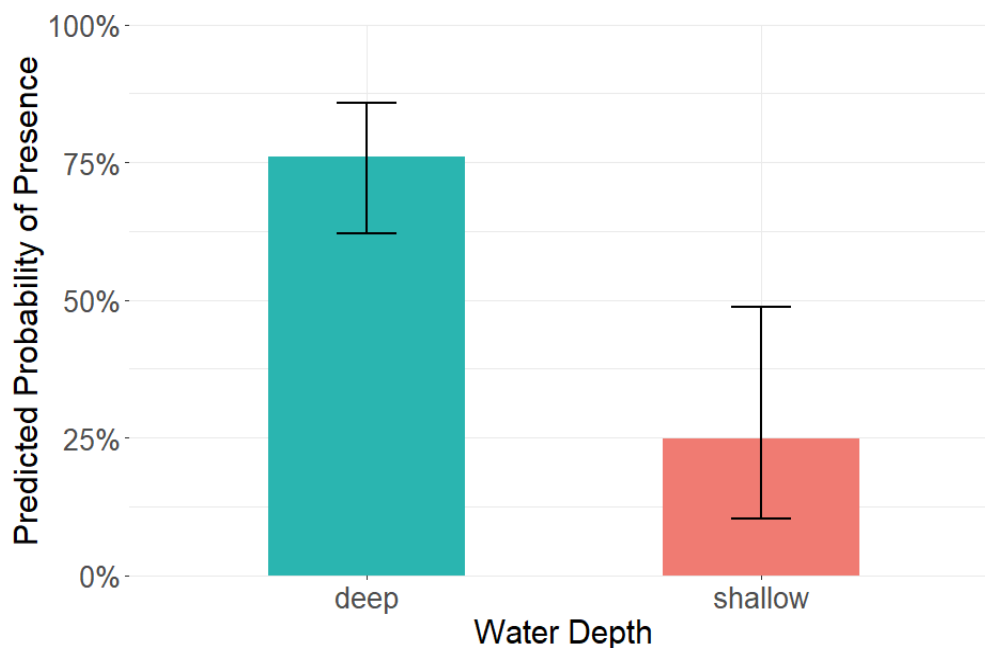 Predicted Probability of Presence
100%
75%
50%
25%
0%
deep shallow
Water Depth